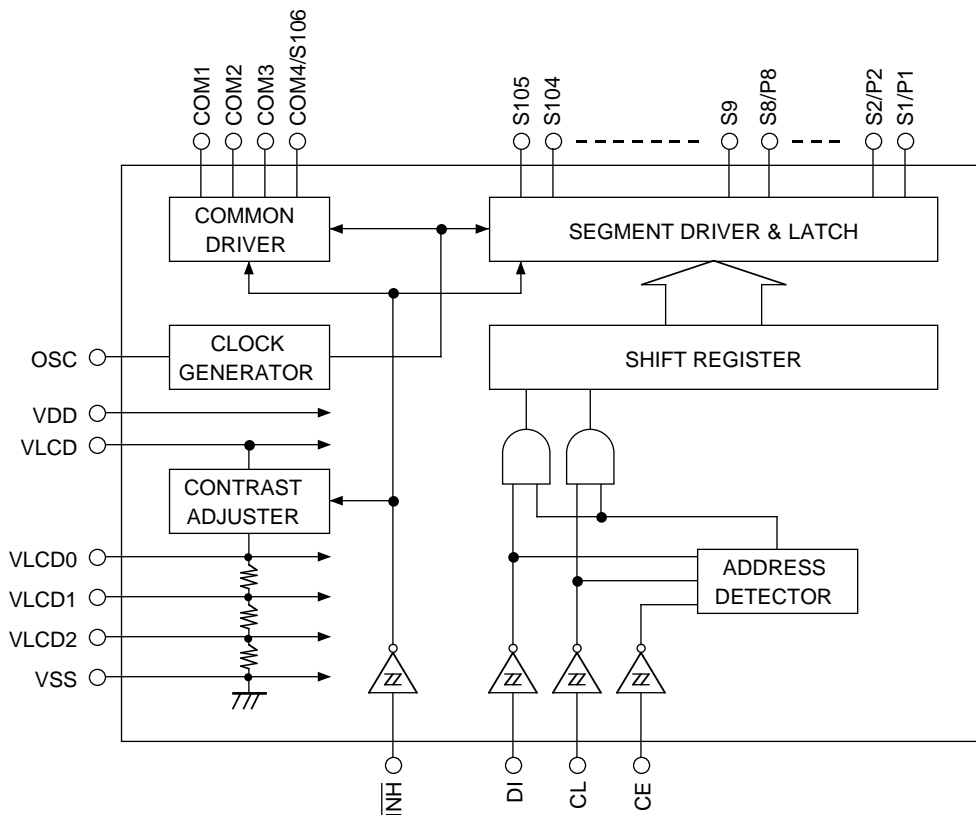 COM1
COM2
COM3
COM4/S106
S105
S104
S9
S8/P8
S2/P2
S1/P1
COMMON
DRIVER
SEGMENT DRIVER & LATCH
OSC
CLOCK
GENERATOR
SHIFT REGISTER
VDD
VLCD
CONTRAST
ADJUSTER
VLCD0
VLCD1
VLCD2
VSS
ADDRESS
DETECTOR
INH
DI
CL
CE